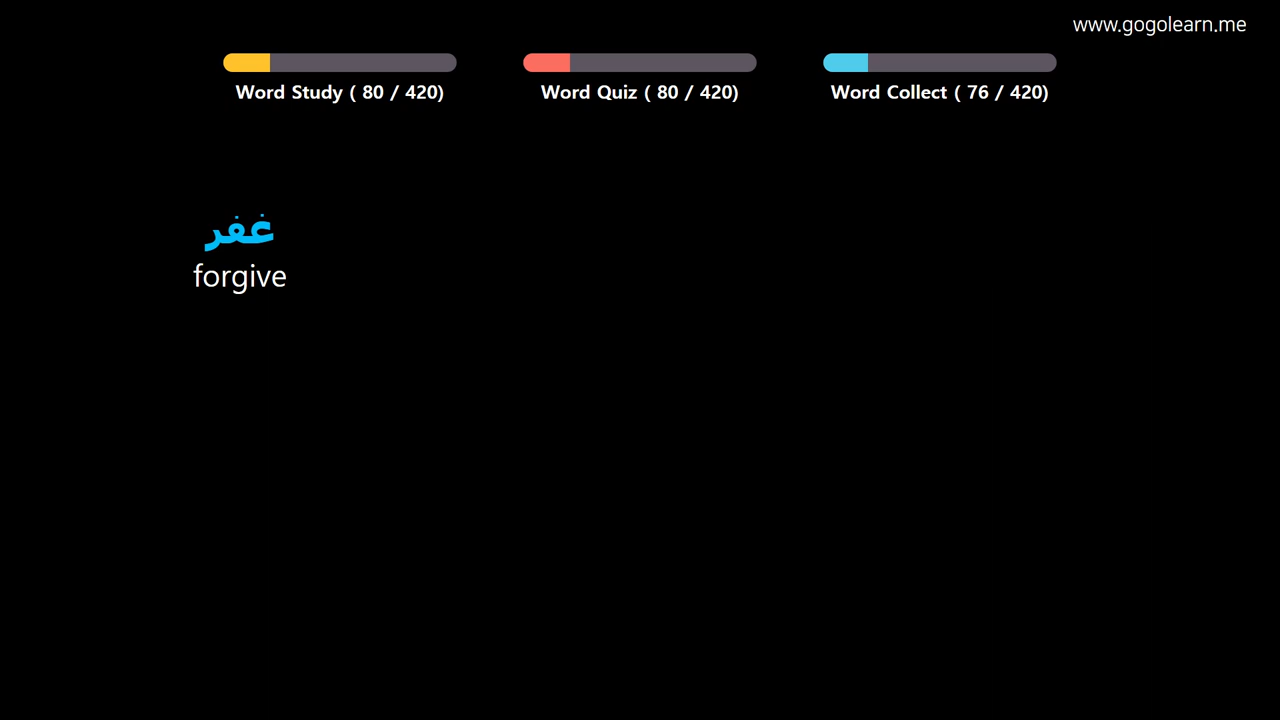 www.gogolearn.me
Word Study ( 80 / 420)
Word Quiz ( 80 / 420)
Word Collect ( 76 / 420)
غفر
forgive